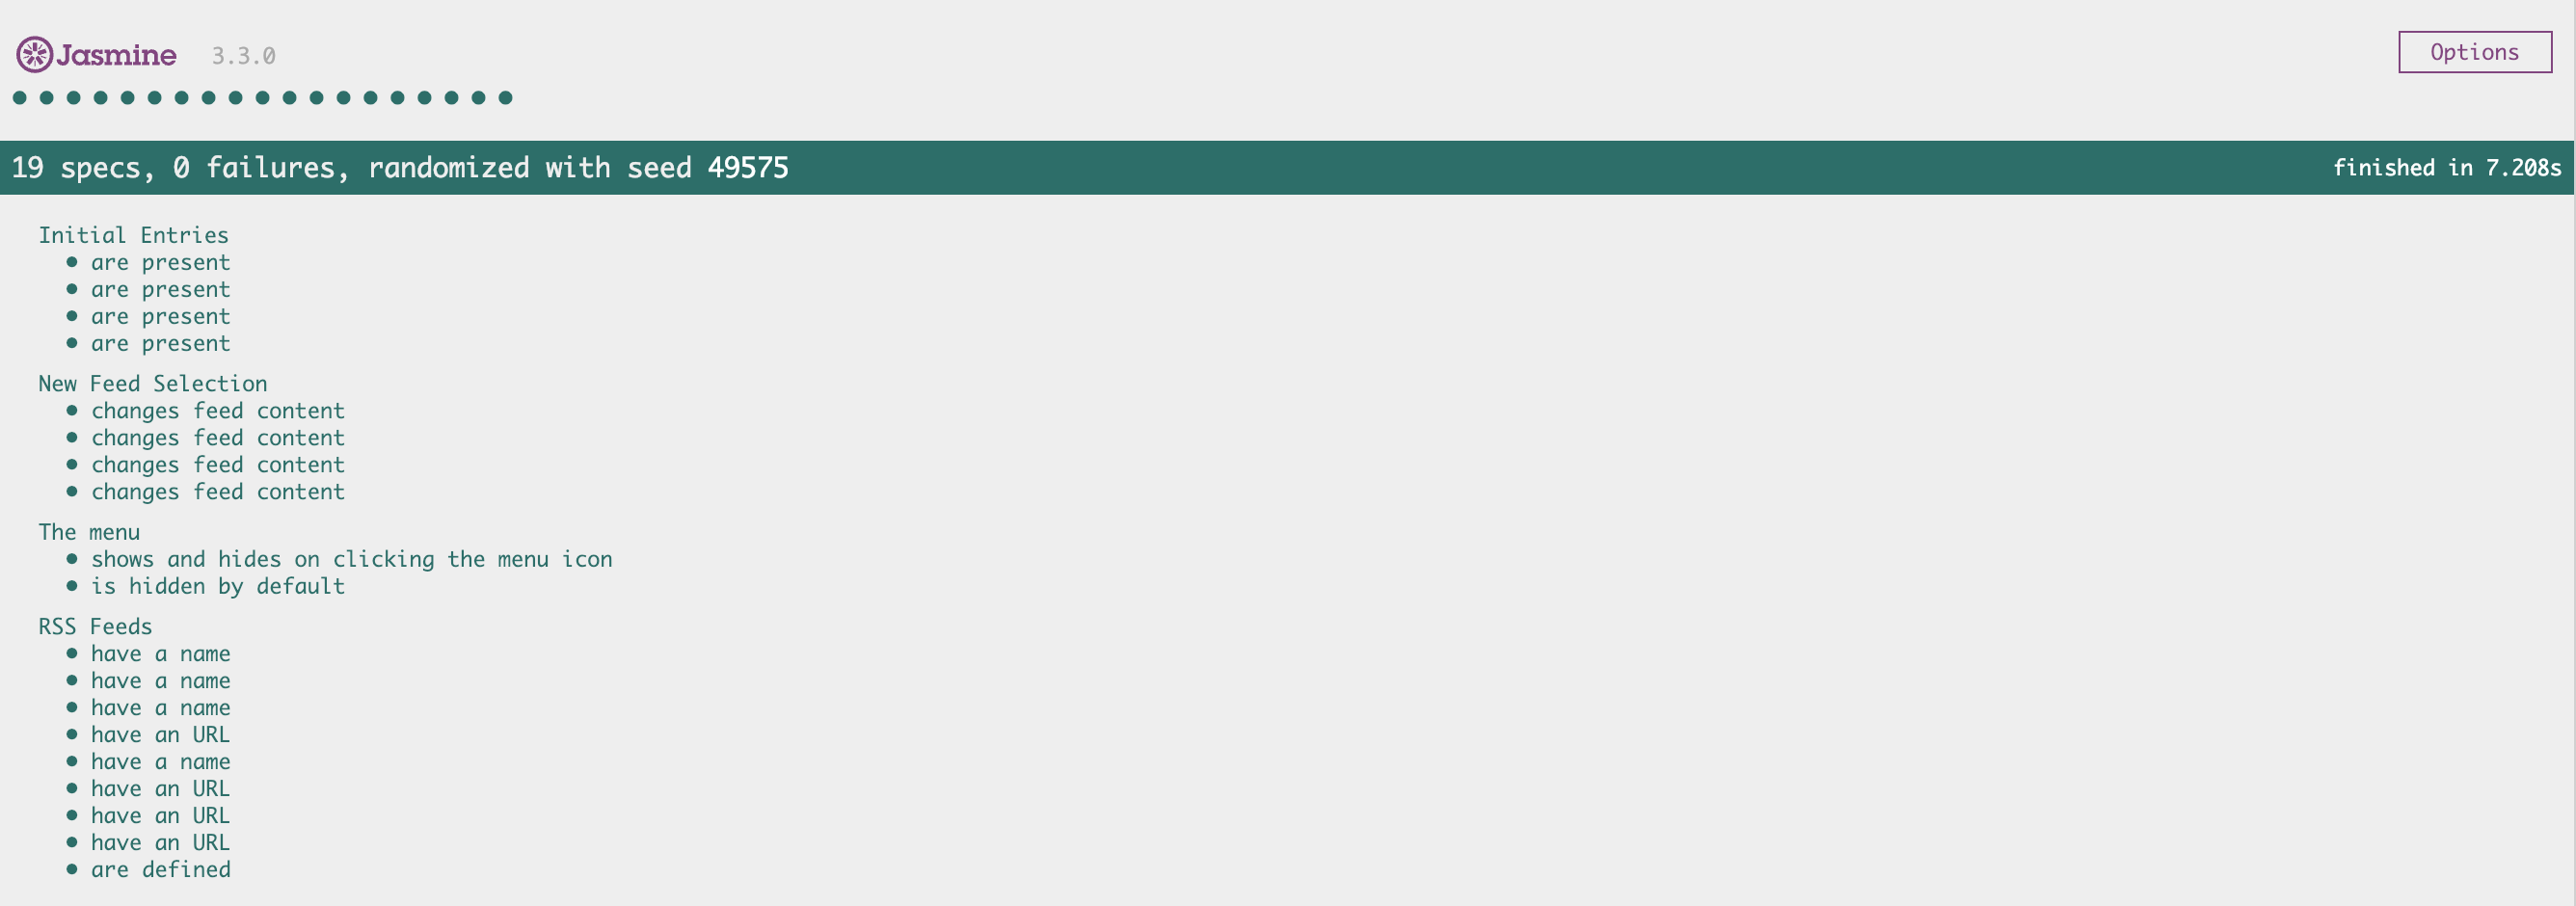 Jasmine 3.3.0 Options
19 specs, 0 failures, randomized with seed 49575 finished in 7.208s
Initial Entries
• are present
• are present
• are present
• are present
New Feed Selection
• changes feed content
• changes feed content
• changes feed content
• changes feed content
The menu
• shows and hides on clicking the menu icon
• is hidden by default
RSS Feeds
• have a name
• have a name
• have a name
• have an URL
• have a name
• have an URL
• have an URL
• have an URL
• are defined